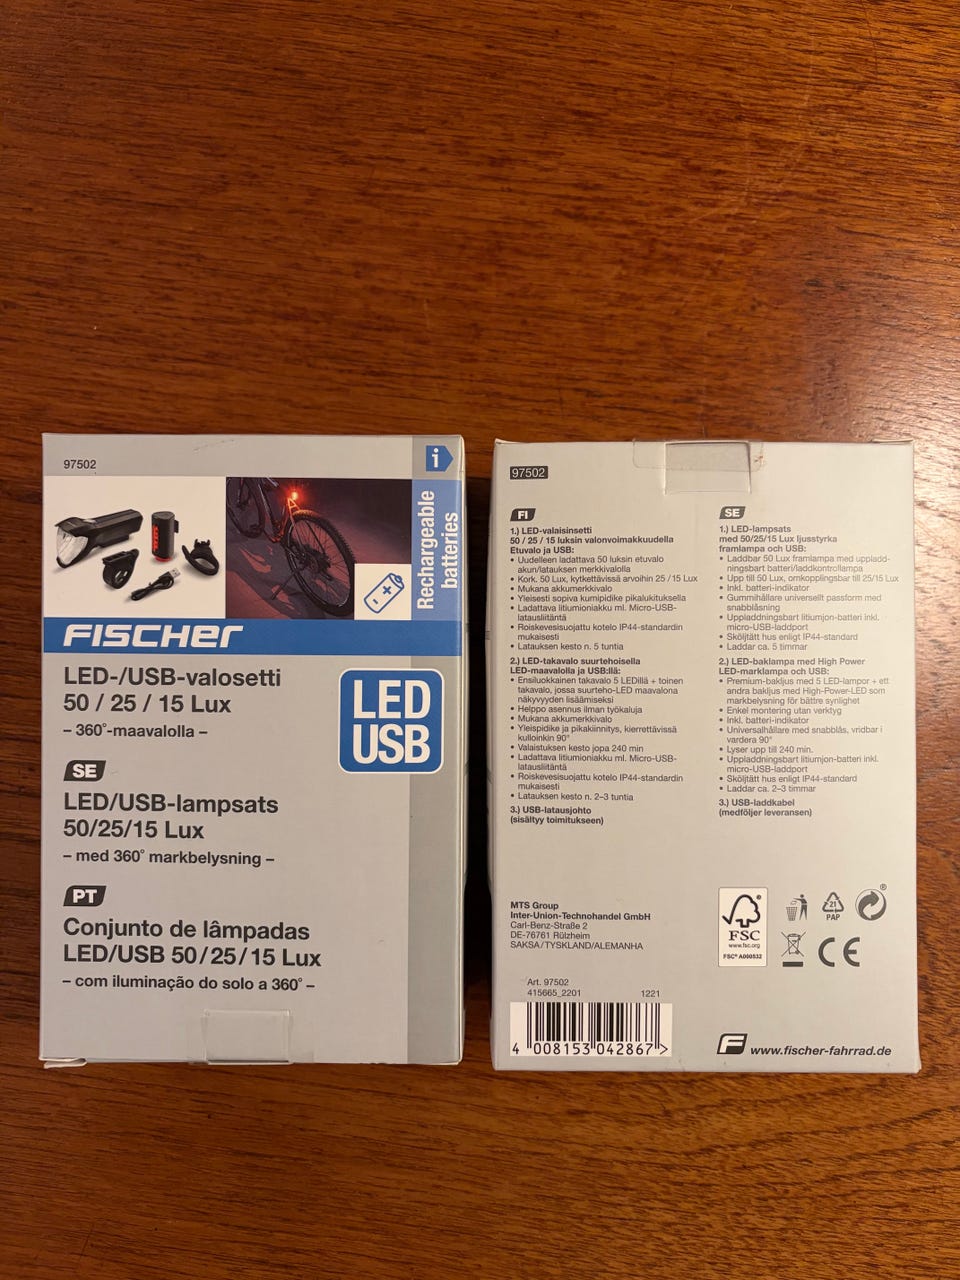 97502
i
Rechargeable
batteries
FISCHER
LED-/USB-valosetti
50 / 25 / 15 Lux
– 360°-maavalolla –
LED
USB
SE
LED/USB-lampsats
50/25/15 Lux
– med 360° markbelysning –
PT
Conjunto de lâmpadas
LED/USB 50/25/15 Lux
– com iluminação do solo a 360° –
97502
FI
1.) LED-valaisinsetti
50 / 25 / 15 luksin valonvoimakkuudella
Etuvalo ja USB:
• Uudelleen ladattava 50 luksin etuvalo
akun/latauksen merkkivalolla
• Kork. 50 Lux, kytkettävissä arvoihin 25 / 15 Lux
• Mukana akkumerkkivalo
• Yleisesti sopiva kumipidike pikalukituksella
• Ladattava litiumioniakku ml. Micro-USB-
latausliitäntä
• Roiskevesisuojattu kotelo IP44-standardin
mukaisesti
• Latauksen kesto n. 5 tuntia
2.) LED-takavalo suurtehoisella
LED-maavalolla ja USB:llä:
• Ensiluokkainen takavalo 5 LEDillä + toinen
takavalo, jossa suurteho-LED maavalona
näkyvyyden lisäämiseksi
• Helppo asennus ilman työkaluja
• Mukana akkumerkkivalo
• Yleispidike ja pikakiinnitys, kierrettävissä
kulloinkin 90°
• Valaistuksen kesto jopa 240 min
• Ladattava litiumioniakku ml. Micro-USB-
latausliitäntä
• Roiskevesisuojattu kotelo IP44-standardin
mukaisesti
• Latauksen kesto n. 2–3 tuntia
3.) USB-latausjohto
(sisältyy toimitukseen)
SE
1.) LED-lampsats
med 50/25/15 Lux ljusstyrka
framlampa och USB:
• Laddbar 50 Lux framlampa med uppladd-
ningsbart batteri/laddkontrollampa
• Upp till 50 Lux, omkopplingsbar till 25/15 Lux
• Inkl. batteri-indikator
• Gummihållare universellt passform med
snabblåsning
• Uppladdningsbart litiumjon-batteri inkl.
micro-USB-laddport
• Sköljtätt hus enligt IP44-standard
• Laddar ca. 5 timmar
2.) LED-baklampa med High Power
LED-marklampa och USB:
• Premium-bakljus med 5 LED-lampor + ett
andra bakljus med High-Power-LED som
markbelysning för bättre synlighet
• Enkel montering utan verktyg
• Inkl. batteri-indikator
• Universalhållare med snabblås, vridbar i
vardera 90°
• Lyser upp till 240 min.
• Uppladdningsbart litiumjon-batteri inkl.
micro-USB-laddport
• Sköljtätt hus enligt IP44-standard
• Laddar ca. 2–3 timmar
3.) USB-laddkabel
(medföljer leveransen)
MTS Group
Inter-Union-Technohandel GmbH
Carl-Benz-Straße 2
DE-76761 Rülzheim
SAKSA/TYSKLAND/ALEMANHA
FSC
www.fsc.org
FSC® A060532
21
PAP
®
CE
Art. 97502
415665_2201 1221
4 008153 042867 >
F www.fischer-fahrrad.de